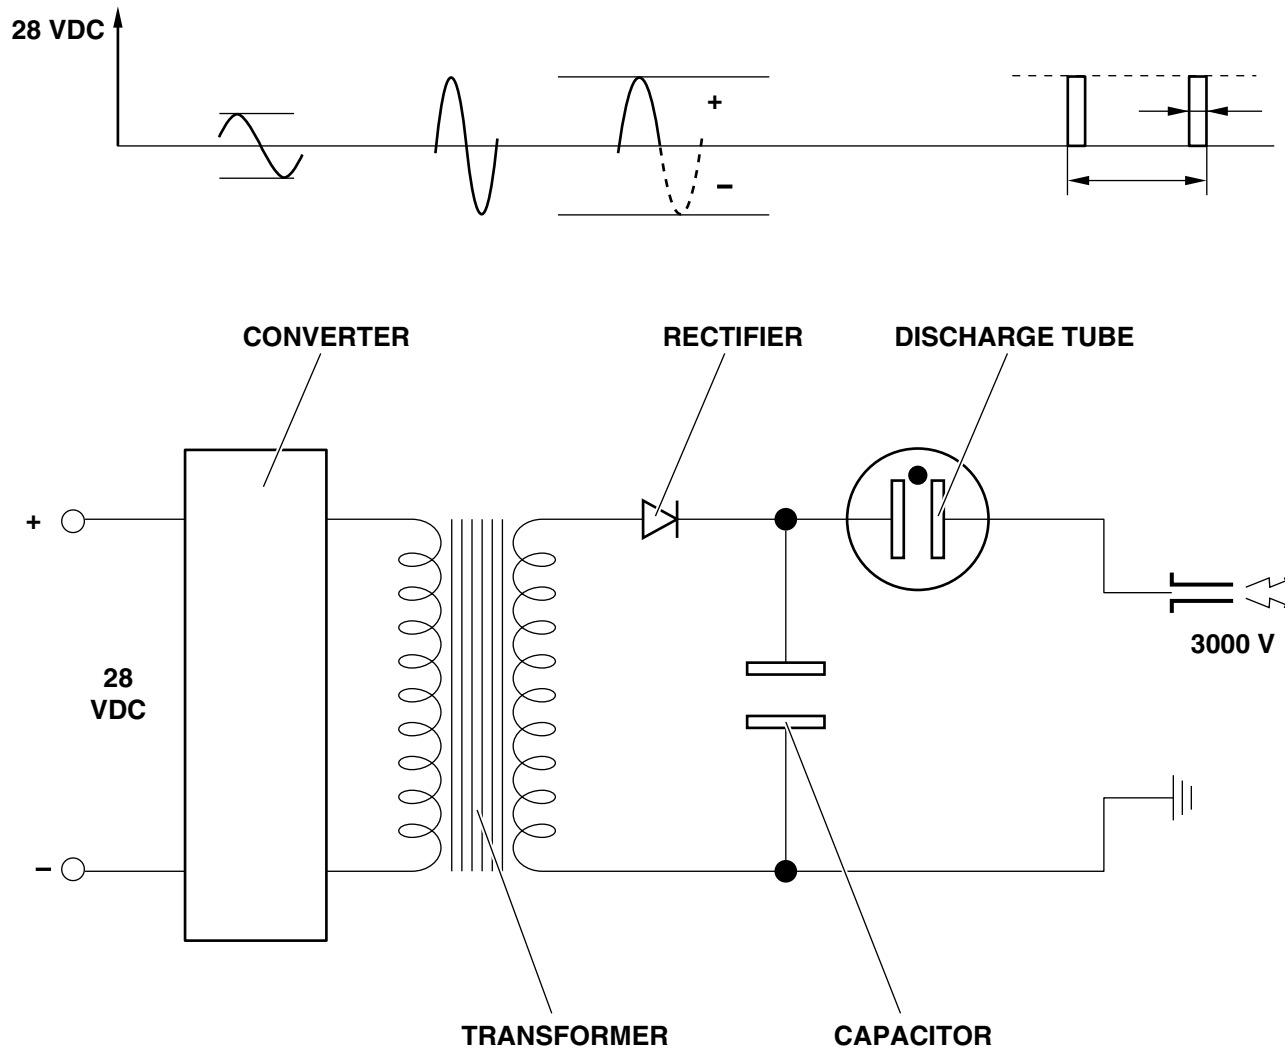 28 VDC
+
−
CONVERTER
RECTIFIER
DISCHARGE TUBE
+
3000 V
28
VDC
−
TRANSFORMER
CAPACITOR